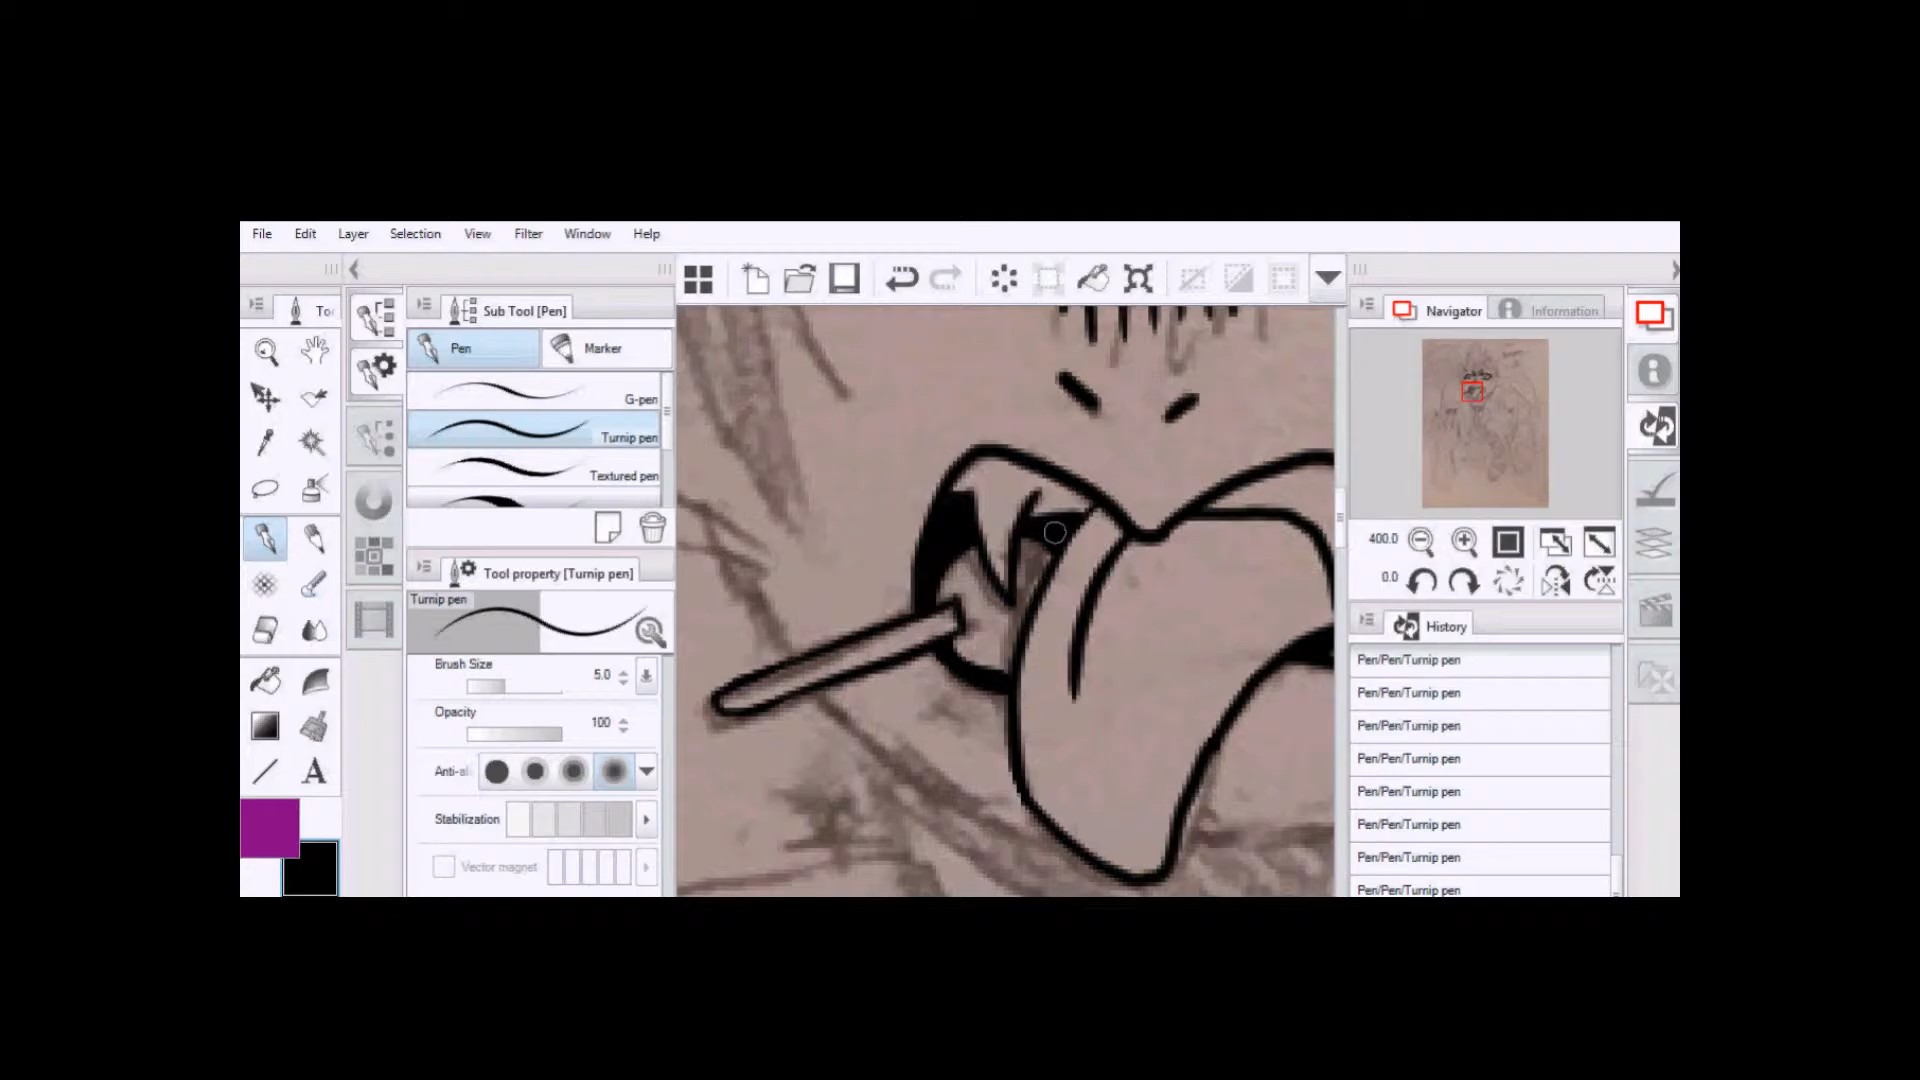 File Edit Layer Selection View Filter Window Help
Sub Tool [Pen]
Navigator Information
Pen Marker
G-pen
Turnip pen
Textured pen
400.0
0.0
Tool property [Turnip pen]
Turnip pen
Brush Size 5.0
Opacity 100
Stabilization
Vector magnet
A
History
Pen/Pen/Turnip pen
Pen/Pen/Turnip pen
Pen/Pen/Turnip pen
Pen/Pen/Turnip pen
Pen/Pen/Turnip pen
Pen/Pen/Turnip pen
Pen/Pen/Turnip pen
Pen/Pen/Turnip pen